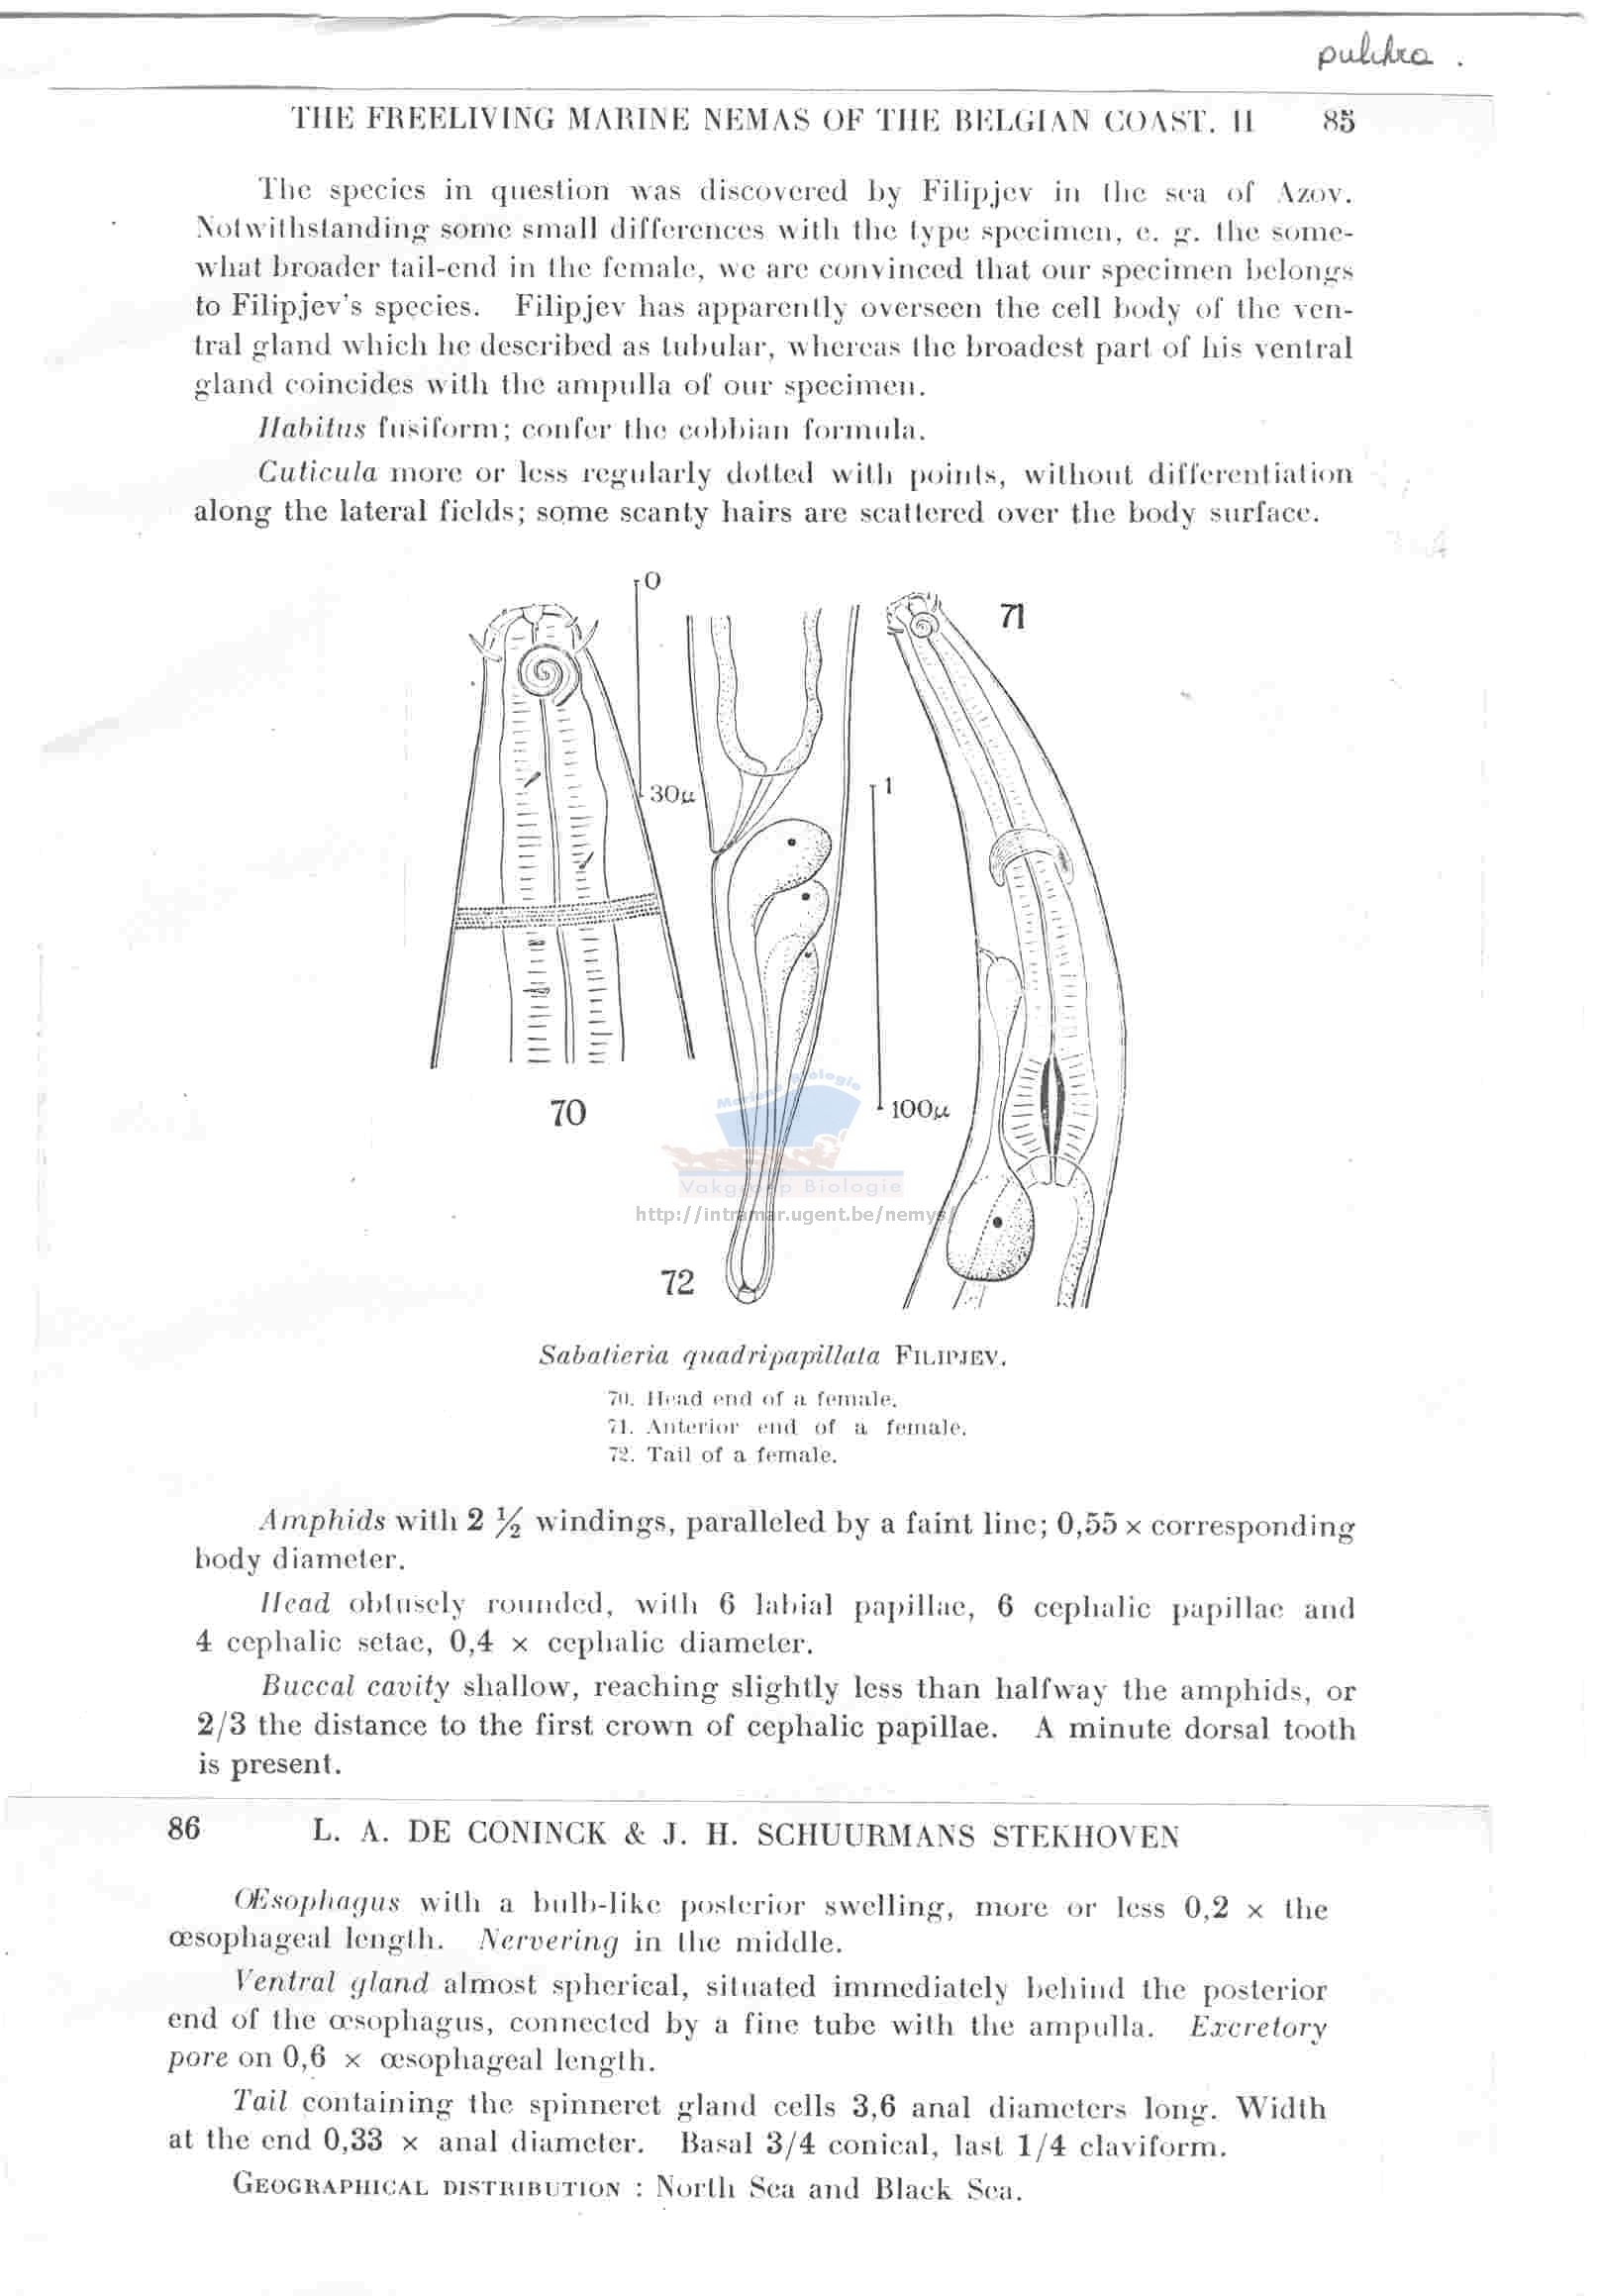 pulchra .
THE FREELIVING MARINE NEMAS OF THE BELGIAN COAST. II 85
The species in question was discovered by Filipjev in the sea of Azov.
Notwithstanding some small differences with the type specimen, e. g. the some-
what broader tail-end in the female, we are convinced that our specimen belongs
to Filipjev's species. Filipjev has apparently overseen the cell body of the ven-
tral gland which he described as tubular, whereas the broadest part of his ventral
gland coincides with the ampulla of our specimen.
Habitus fusiform; confer the cobbian formula.
Cuticula more or less regularly dotted with points, without differentiation
along the lateral fields; some scanty hairs are scattered over the body surface.
0
71
30µ
1
70
100µ
Mariene Biologie
Vakgroep Biologie
http://intramar.ugent.be/nemys/
72
Sabatieria quadripapillata FILIPJEV.
70. Head end of a female.
71. Anterior end of a female.
72. Tail of a female.
Amphids with 2 ½ windings, paralleled by a faint line; 0,55 x corresponding
body diameter.
Head obtusely rounded, with 6 labial papillae, 6 cephalic papillae and
4 cephalic setae, 0,4 x cephalic diameter.
Buccal cavity shallow, reaching slightly less than halfway the amphids, or
2/3 the distance to the first crown of cephalic papillae. A minute dorsal tooth
is present.
86 L. A. DE CONINCK & J. H. SCHUURMANS STEKHOVEN
Œsophagus with a bulb-like posterior swelling, more or less 0,2 x the
œsophageal length. Nervering in the middle.
Ventral gland almost spherical, situated immediately behind the posterior
end of the œsophagus, connected by a fine tube with the ampulla. Excretory
pore on 0,6 x œsophageal length.
Tail containing the spinneret gland cells 3,6 anal diameters long. Width
at the end 0,33 x anal diameter. Basal 3/4 conical, last 1/4 claviform.
GEOGRAPHICAL DISTRIBUTION : North Sea and Black Sea.